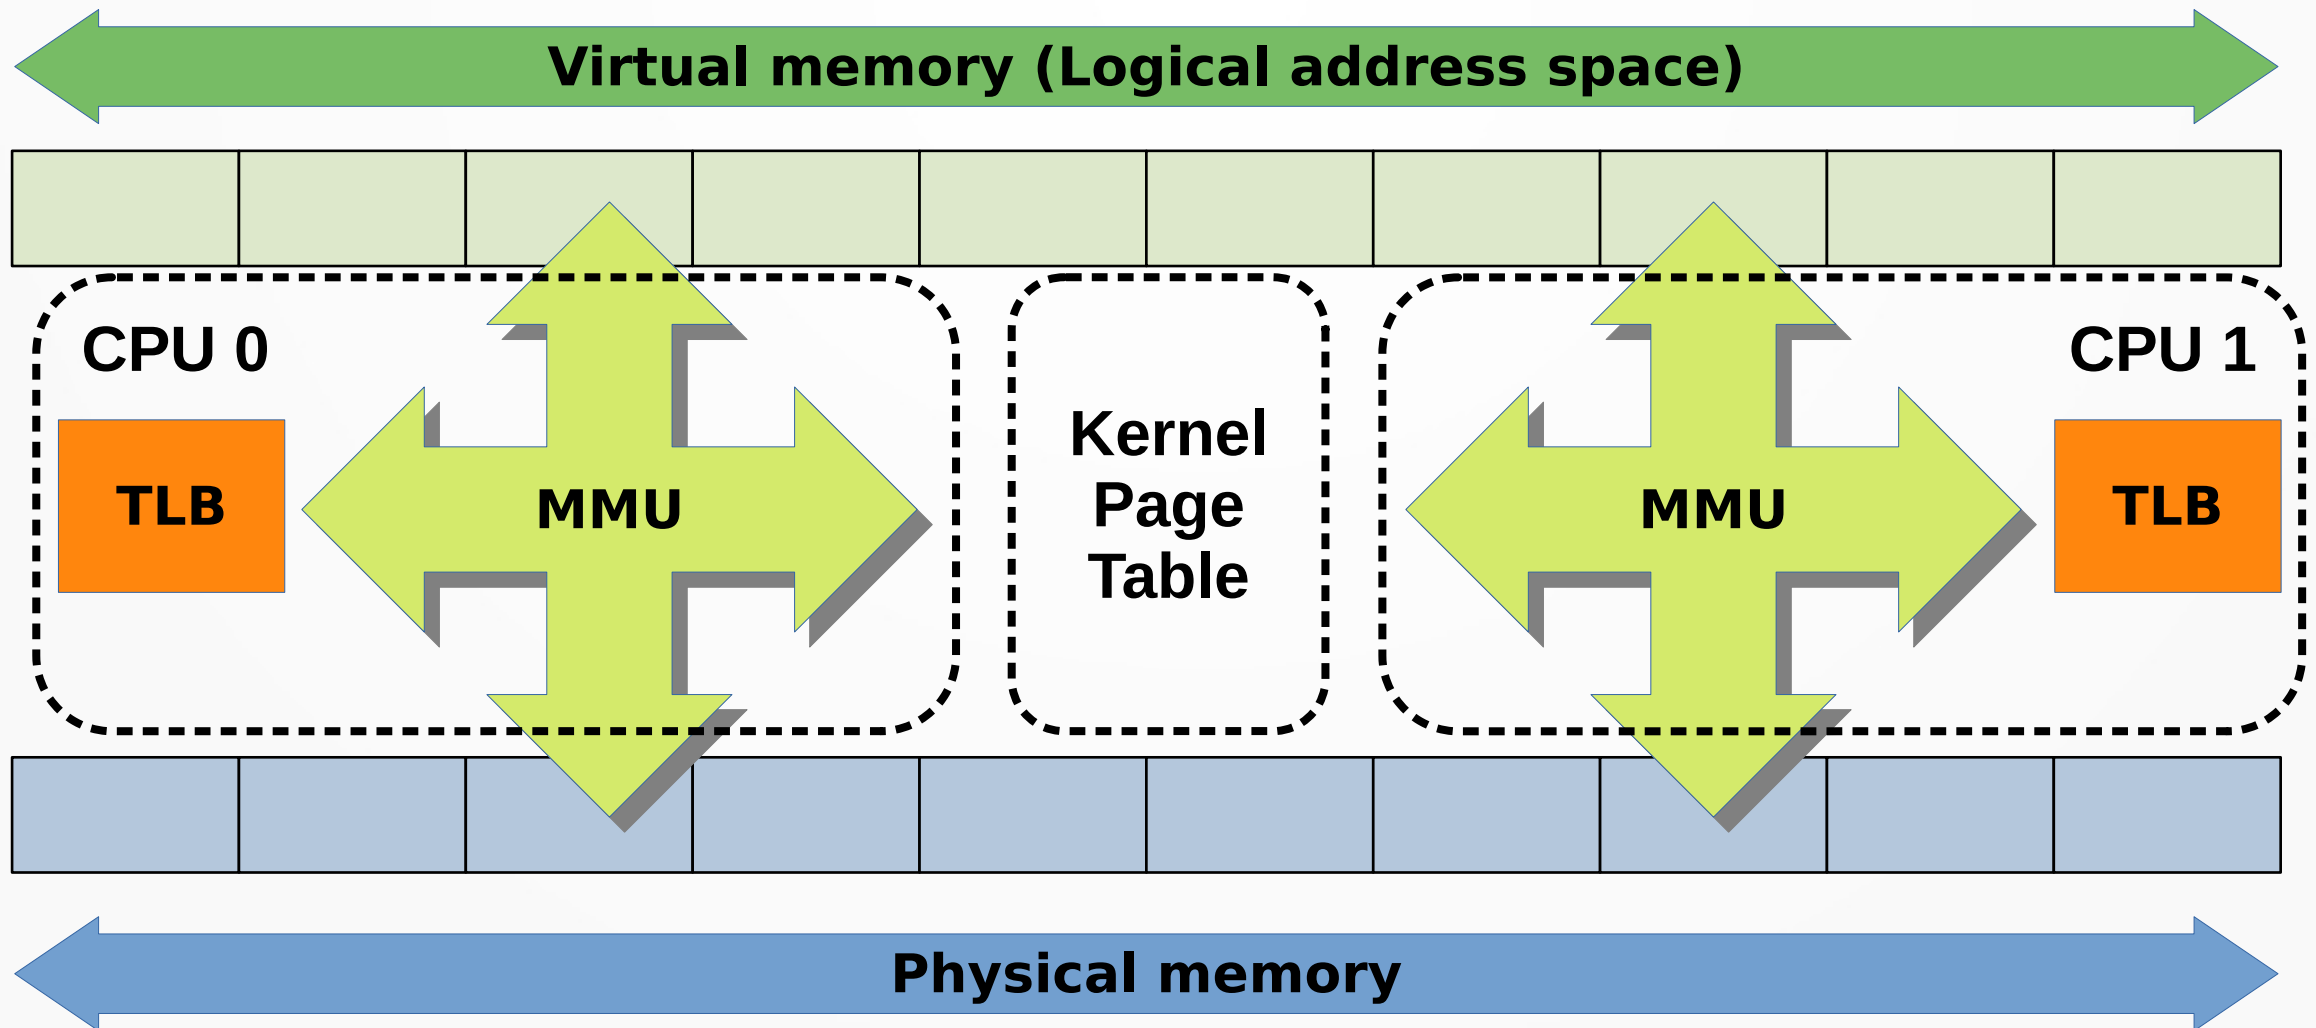 Virtual memory (Logical address space)
CPU 0
TLB
MMU
Kernel
Page
Table
MMU
CPU 1
TLB
Physical memory